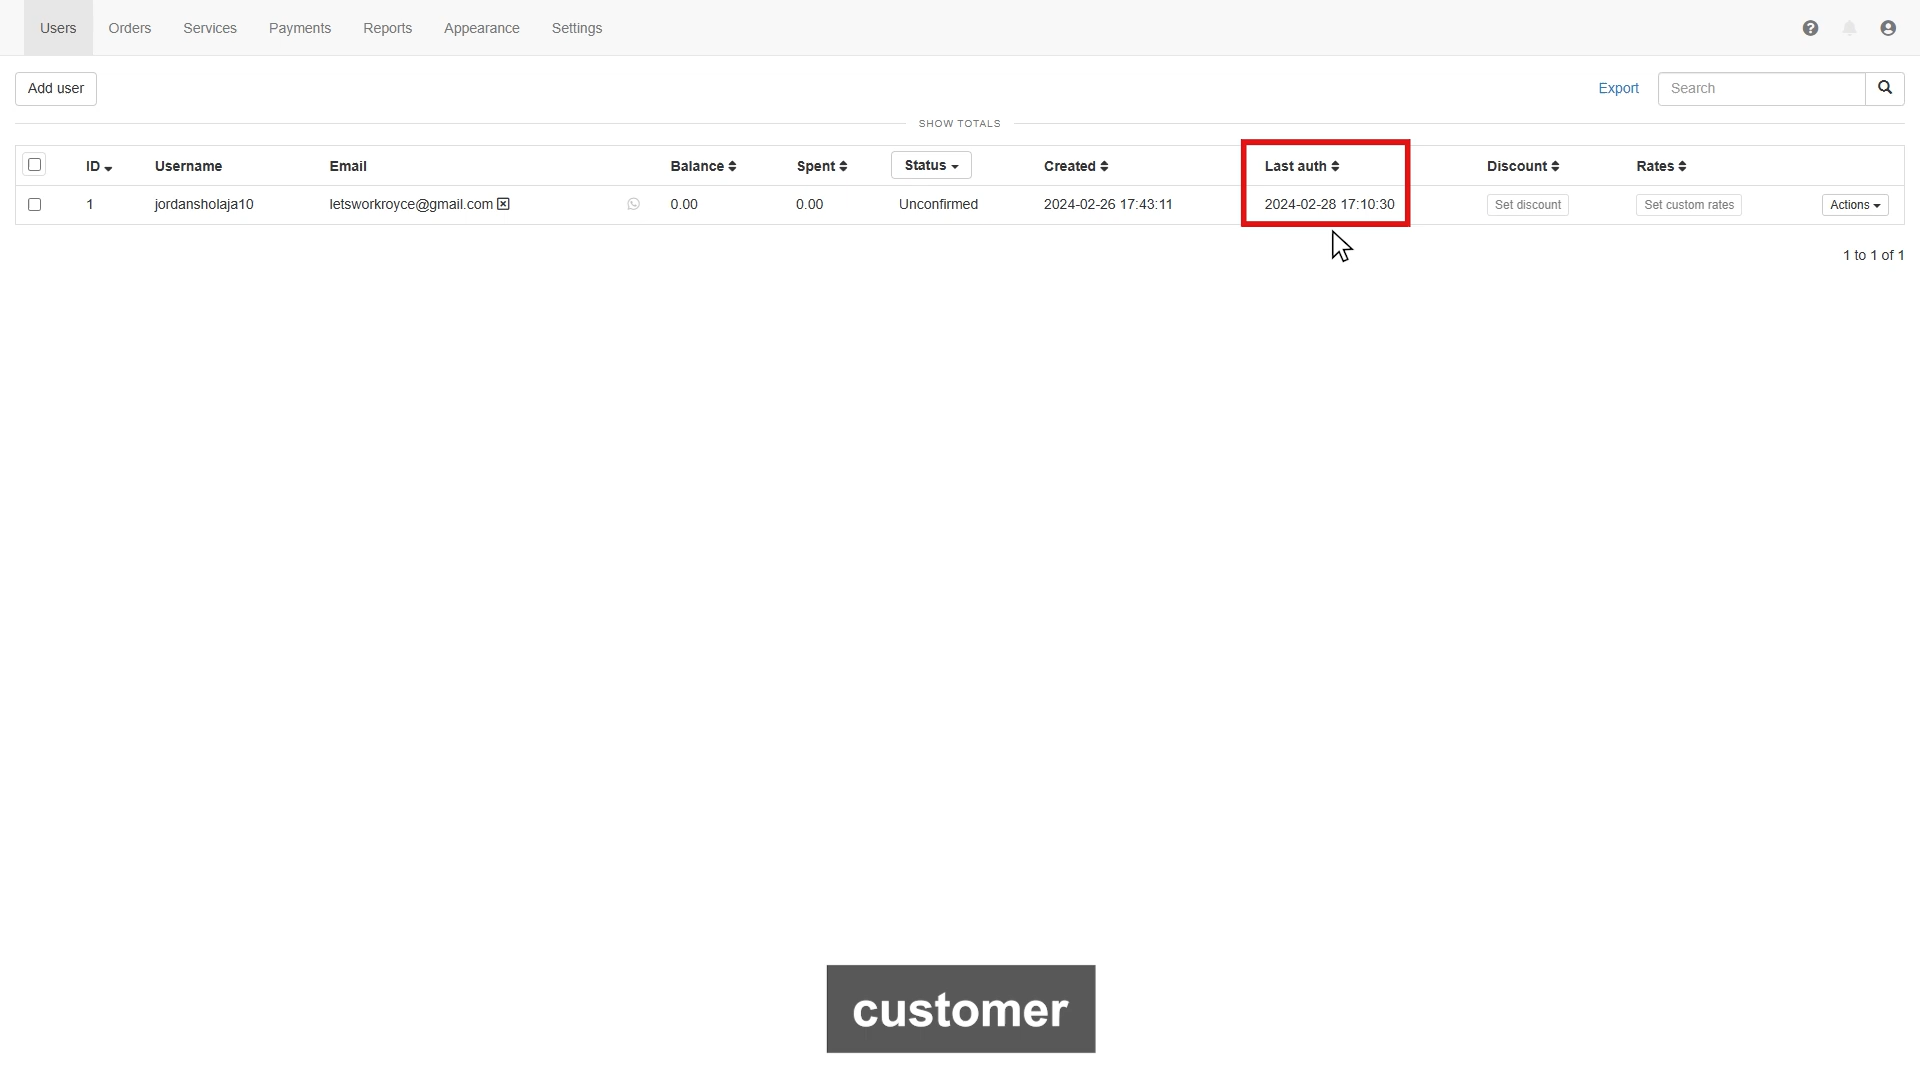 Users Orders Services Payments Reports Appearance Settings
Add user Export Search
SHOW TOTALS
ID Username Email Balance Spent Status Created Last auth Discount Rates
1 jordansholaja10 letsworkroyce@gmail.com 0.00 0.00 Unconfirmed 2024-02-26 17:43:11 2024-02-28 17:10:30 Set discount Set custom rates Actions
1 to 1 of 1
customer